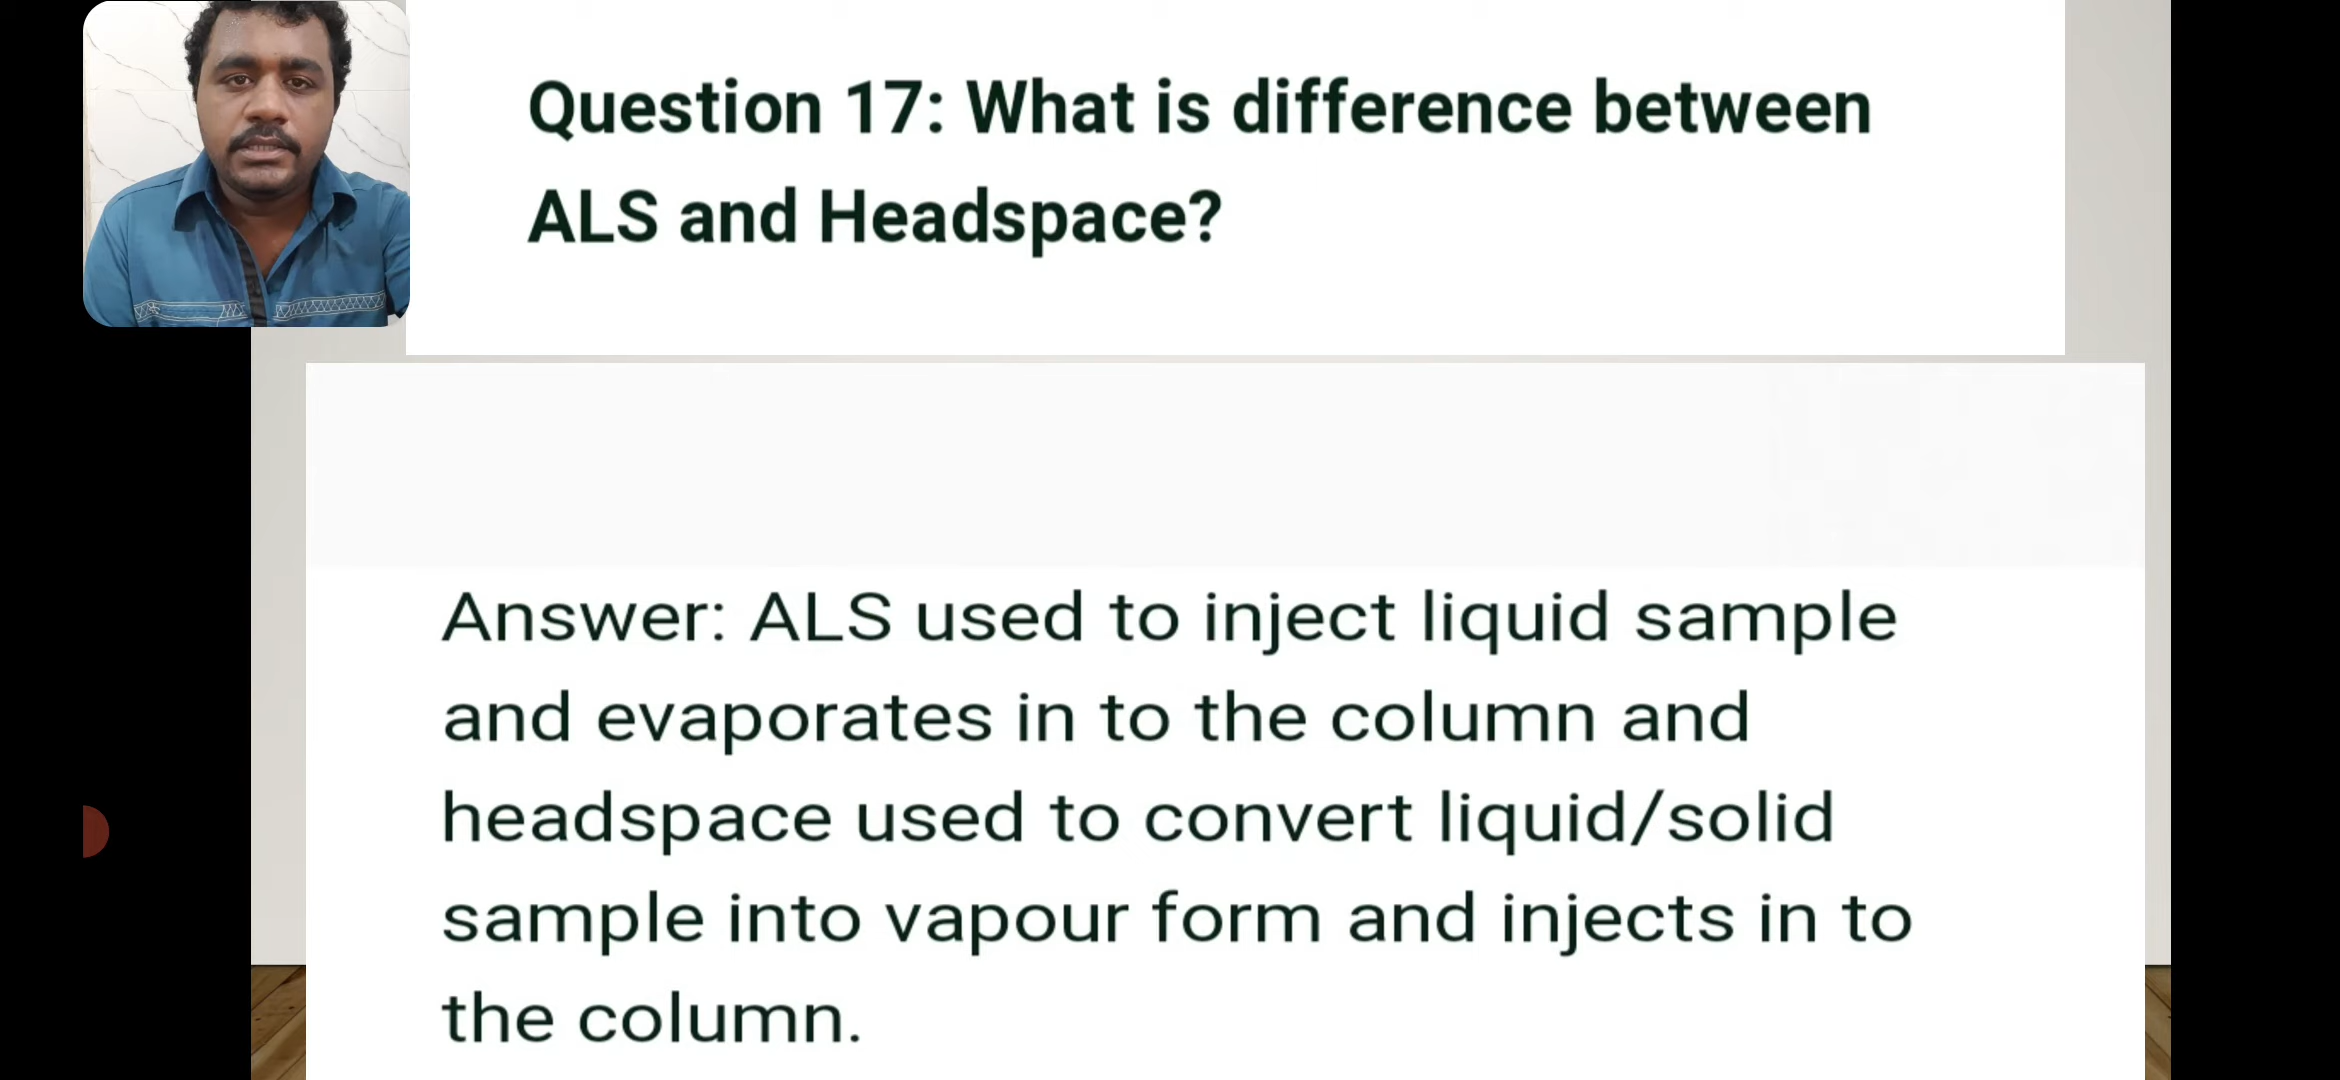 Question 17: What is difference between
ALS and Headspace?
Answer: ALS used to inject liquid sample
and evaporates in to the column and
headspace used to convert liquid/solid
sample into vapour form and injects in to
the column.